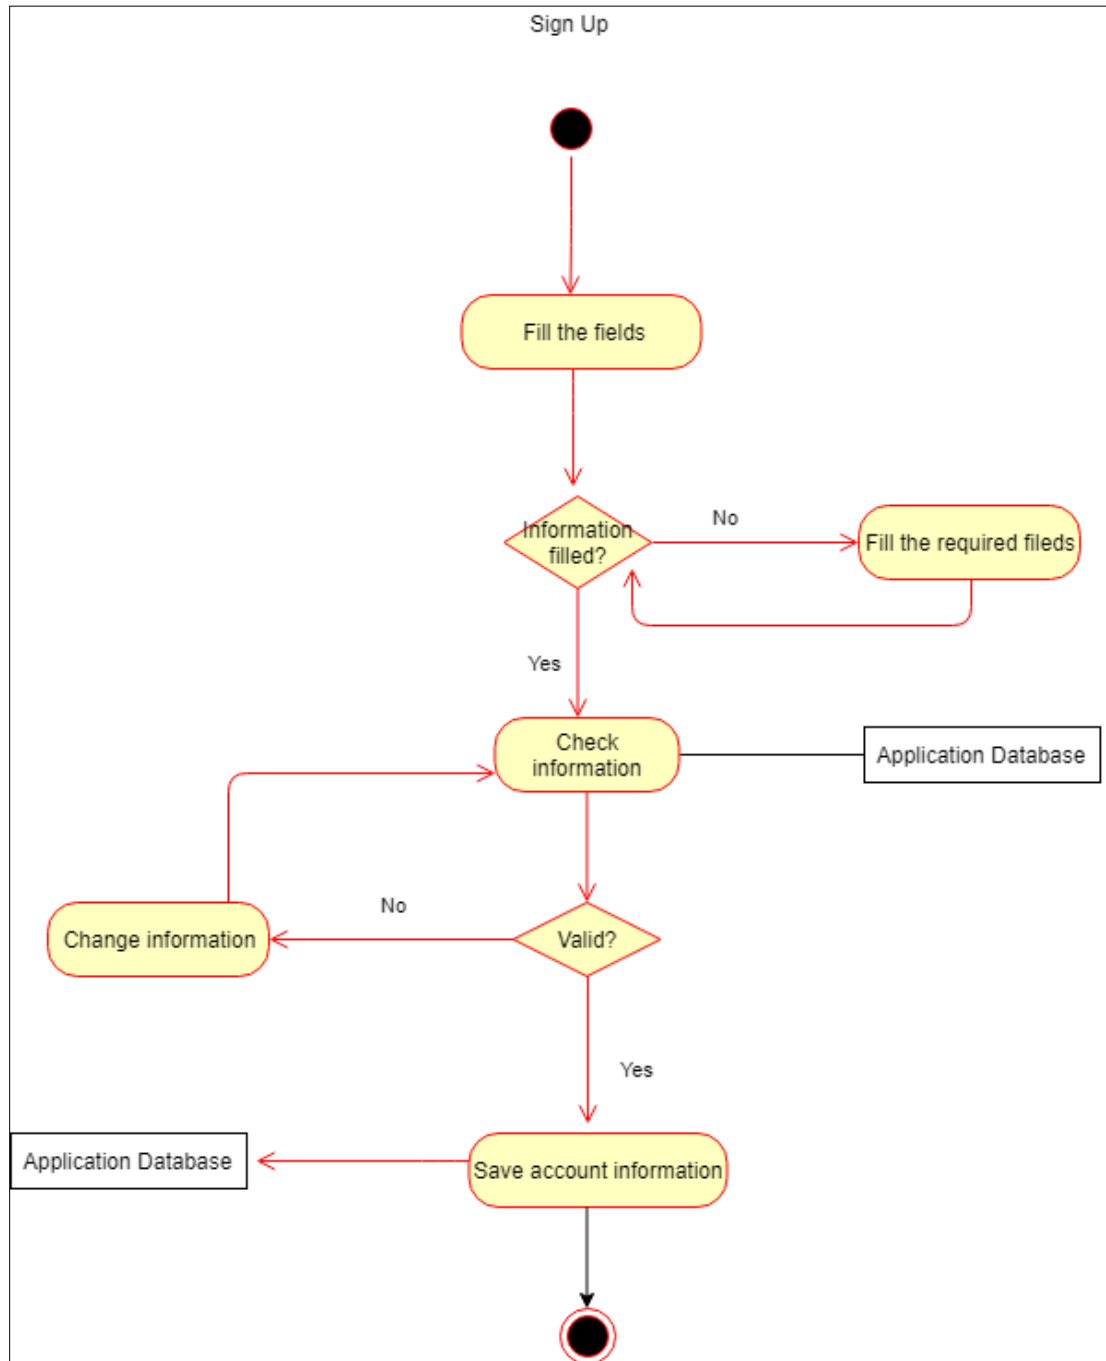 Sign Up
Fill the fields
Information
filled?
No
Fill the required fileds
Yes
Check
information
Application Database
No
Change information
Valid?
Yes
Application Database
Save account information